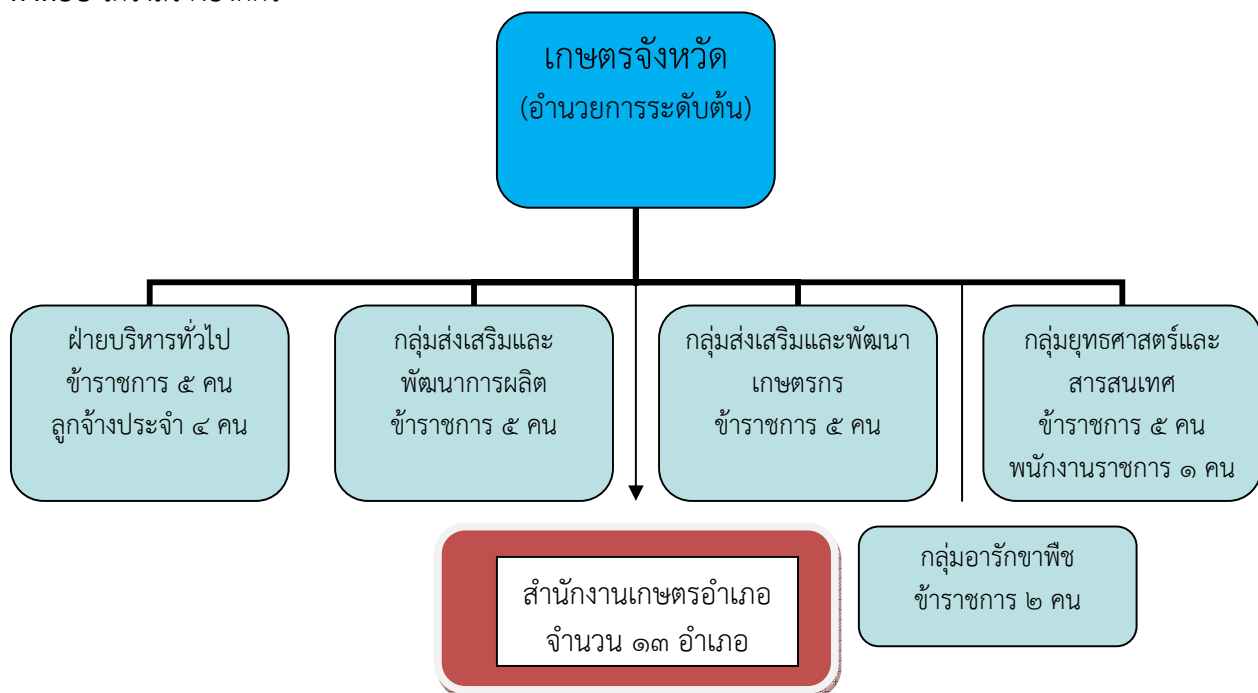 เกษตรจังหวัด
(อำนวยการระดับต้น)
ฝ่ายบริหารทั่วไป
ข้าราชการ ๕ คน
ลูกจ้างประจำ ๔ คน
กลุ่มส่งเสริมและ
พัฒนาการผลิต
ข้าราชการ ๕ คน
กลุ่มส่งเสริมและพัฒนา
เกษตรกร
ข้าราชการ ๕ คน
กลุ่มยุทธศาสตร์และ
สารสนเทศ
ข้าราชการ ๕ คน
พนักงานราชการ ๑ คน
สำนักงานเกษตรอำเภอ
จำนวน ๑๓ อำเภอ
กลุ่มอารักขาพืช
ข้าราชการ ๒ คน